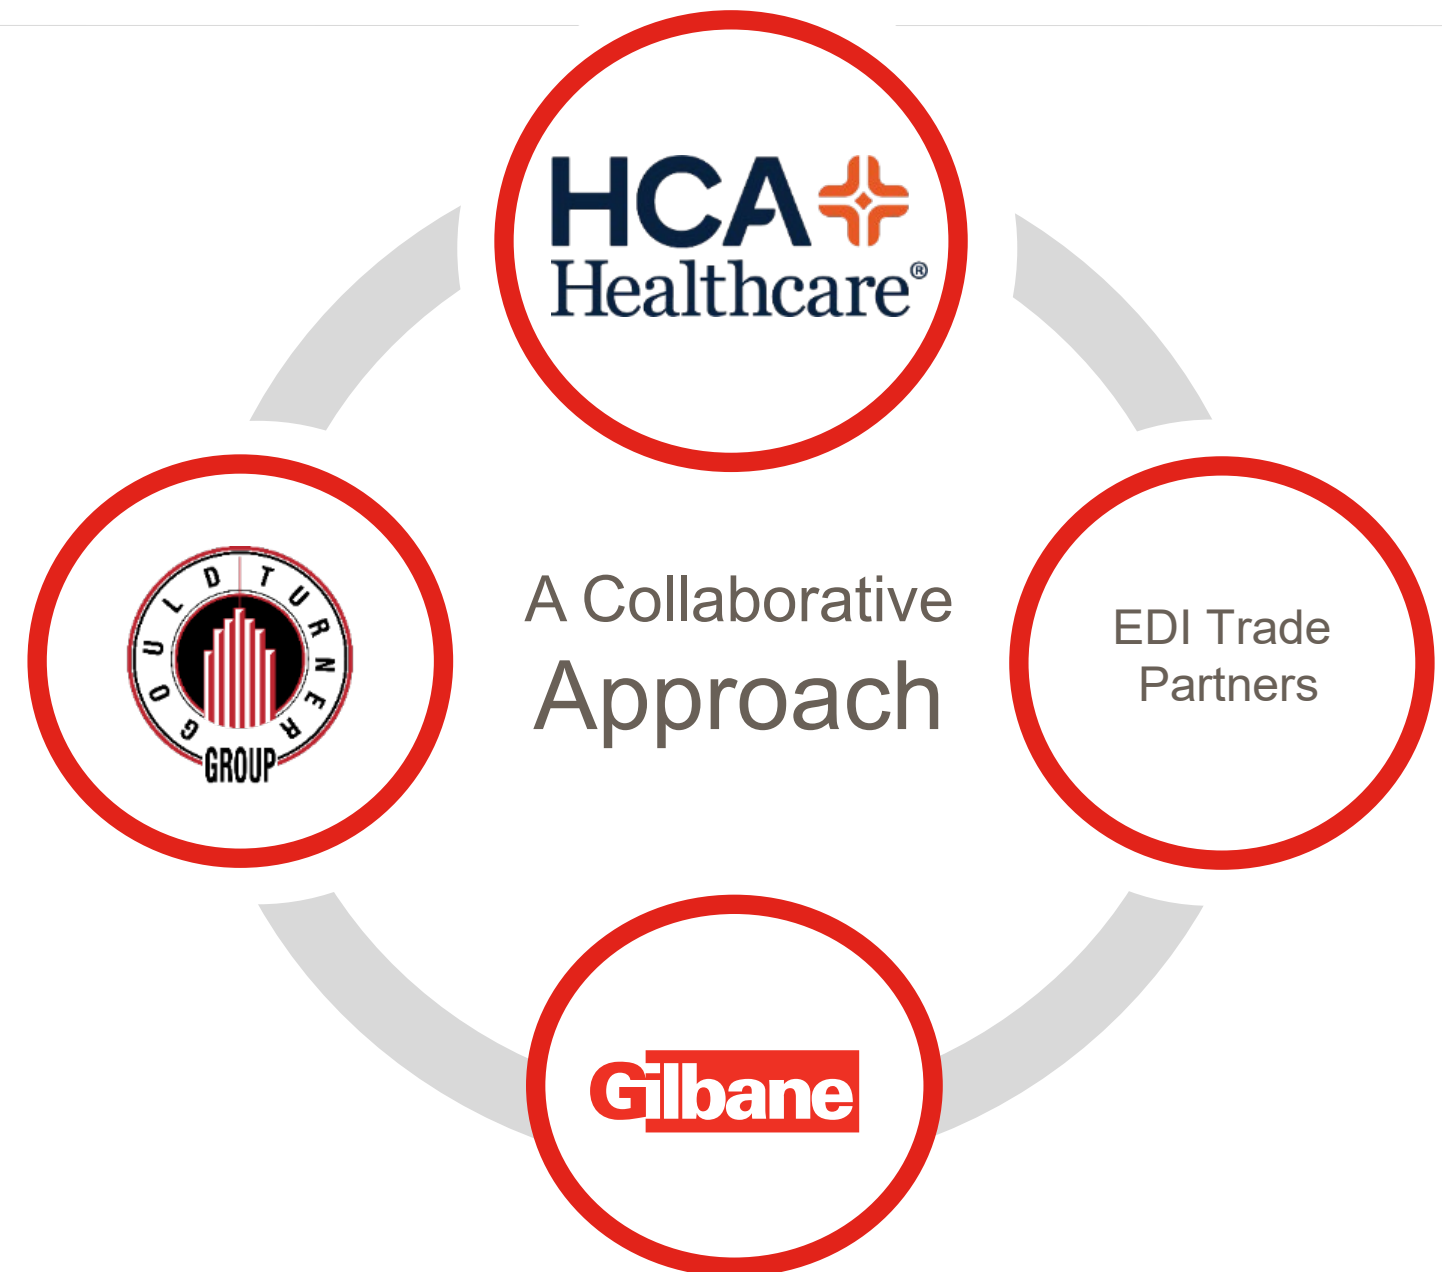 HCA
Healthcare®
GOULD TURNER
GROUP
A Collaborative
Approach
EDI Trade
Partners
Gilbane